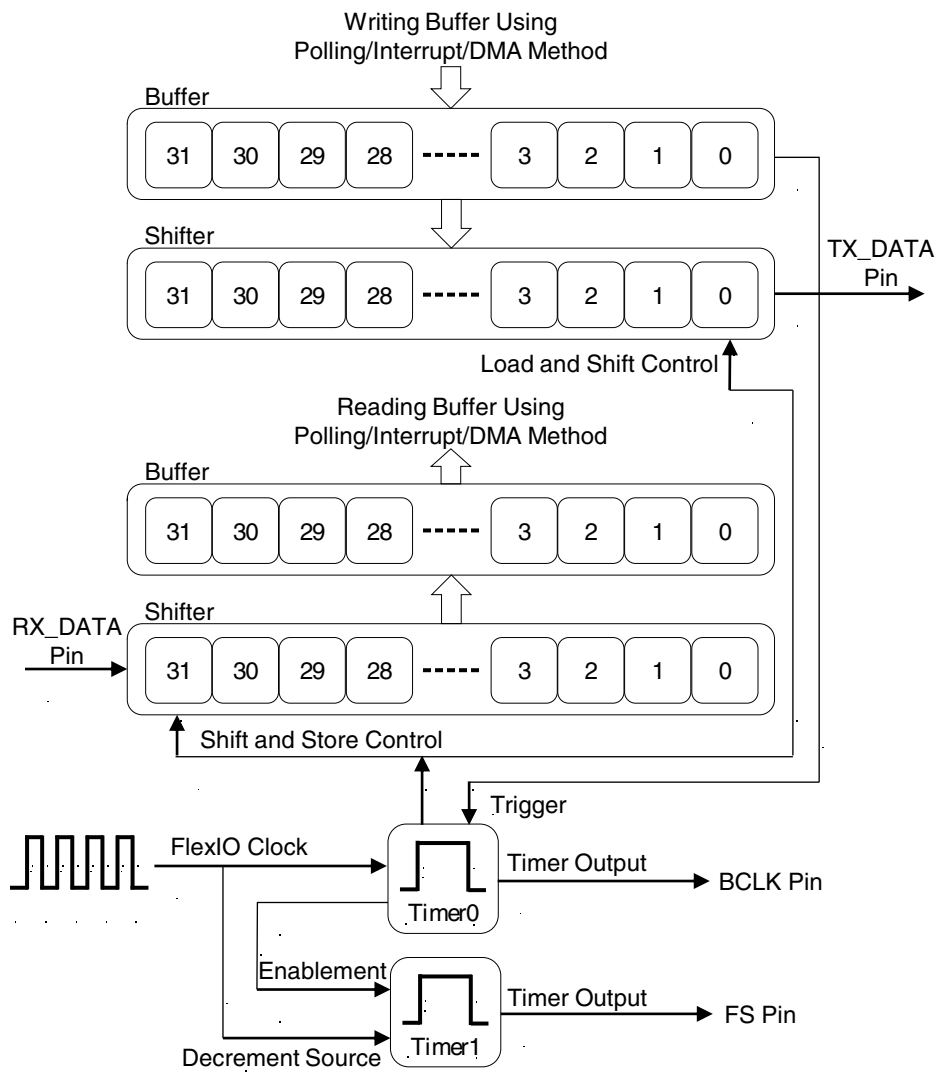 Writing Buffer Using
Polling/Interrupt/DMA Method
Buffer
31 30 29 28 3 2 1 0
Shifter
31 30 29 28 3 2 1 0
TX_DATA
Pin
Load and Shift Control
Reading Buffer Using
Polling/Interrupt/DMA Method
Buffer
31 30 29 28 3 2 1 0
Shifter
RX_DATA
Pin
31 30 29 28 3 2 1 0
Shift and Store Control
Trigger
FlexIO Clock
Timer0
Timer Output
BCLK Pin
Enablement
Decrement Source
Timer1
Timer Output
FS Pin